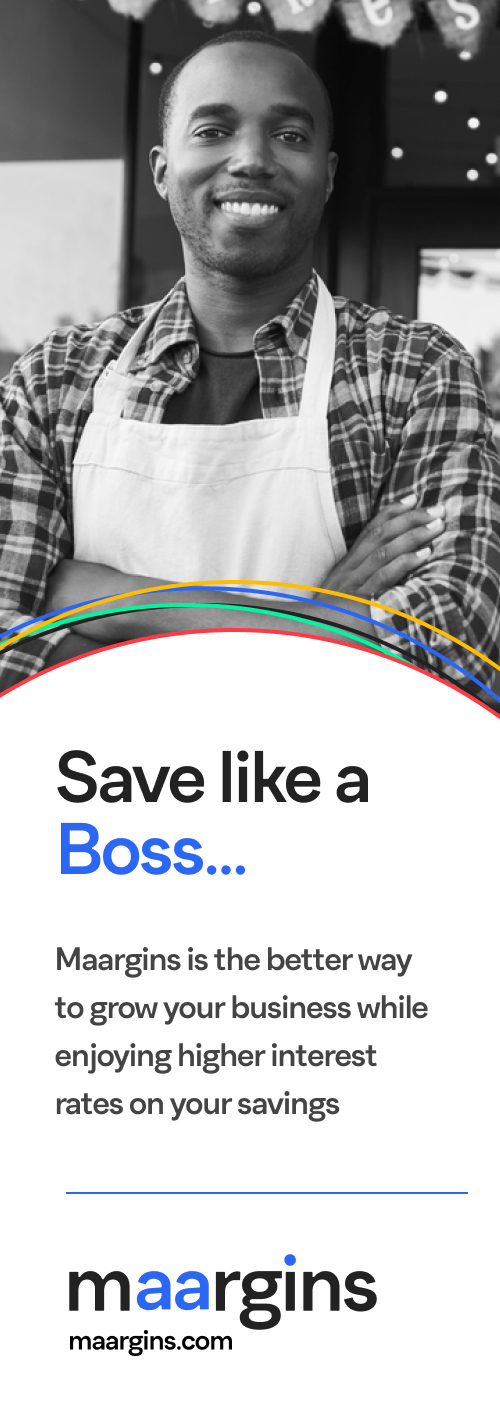 Save like a
Boss...
Maargins is the better way
to grow your business while
enjoying higher interest
rates on your savings
maargins
maargins.com